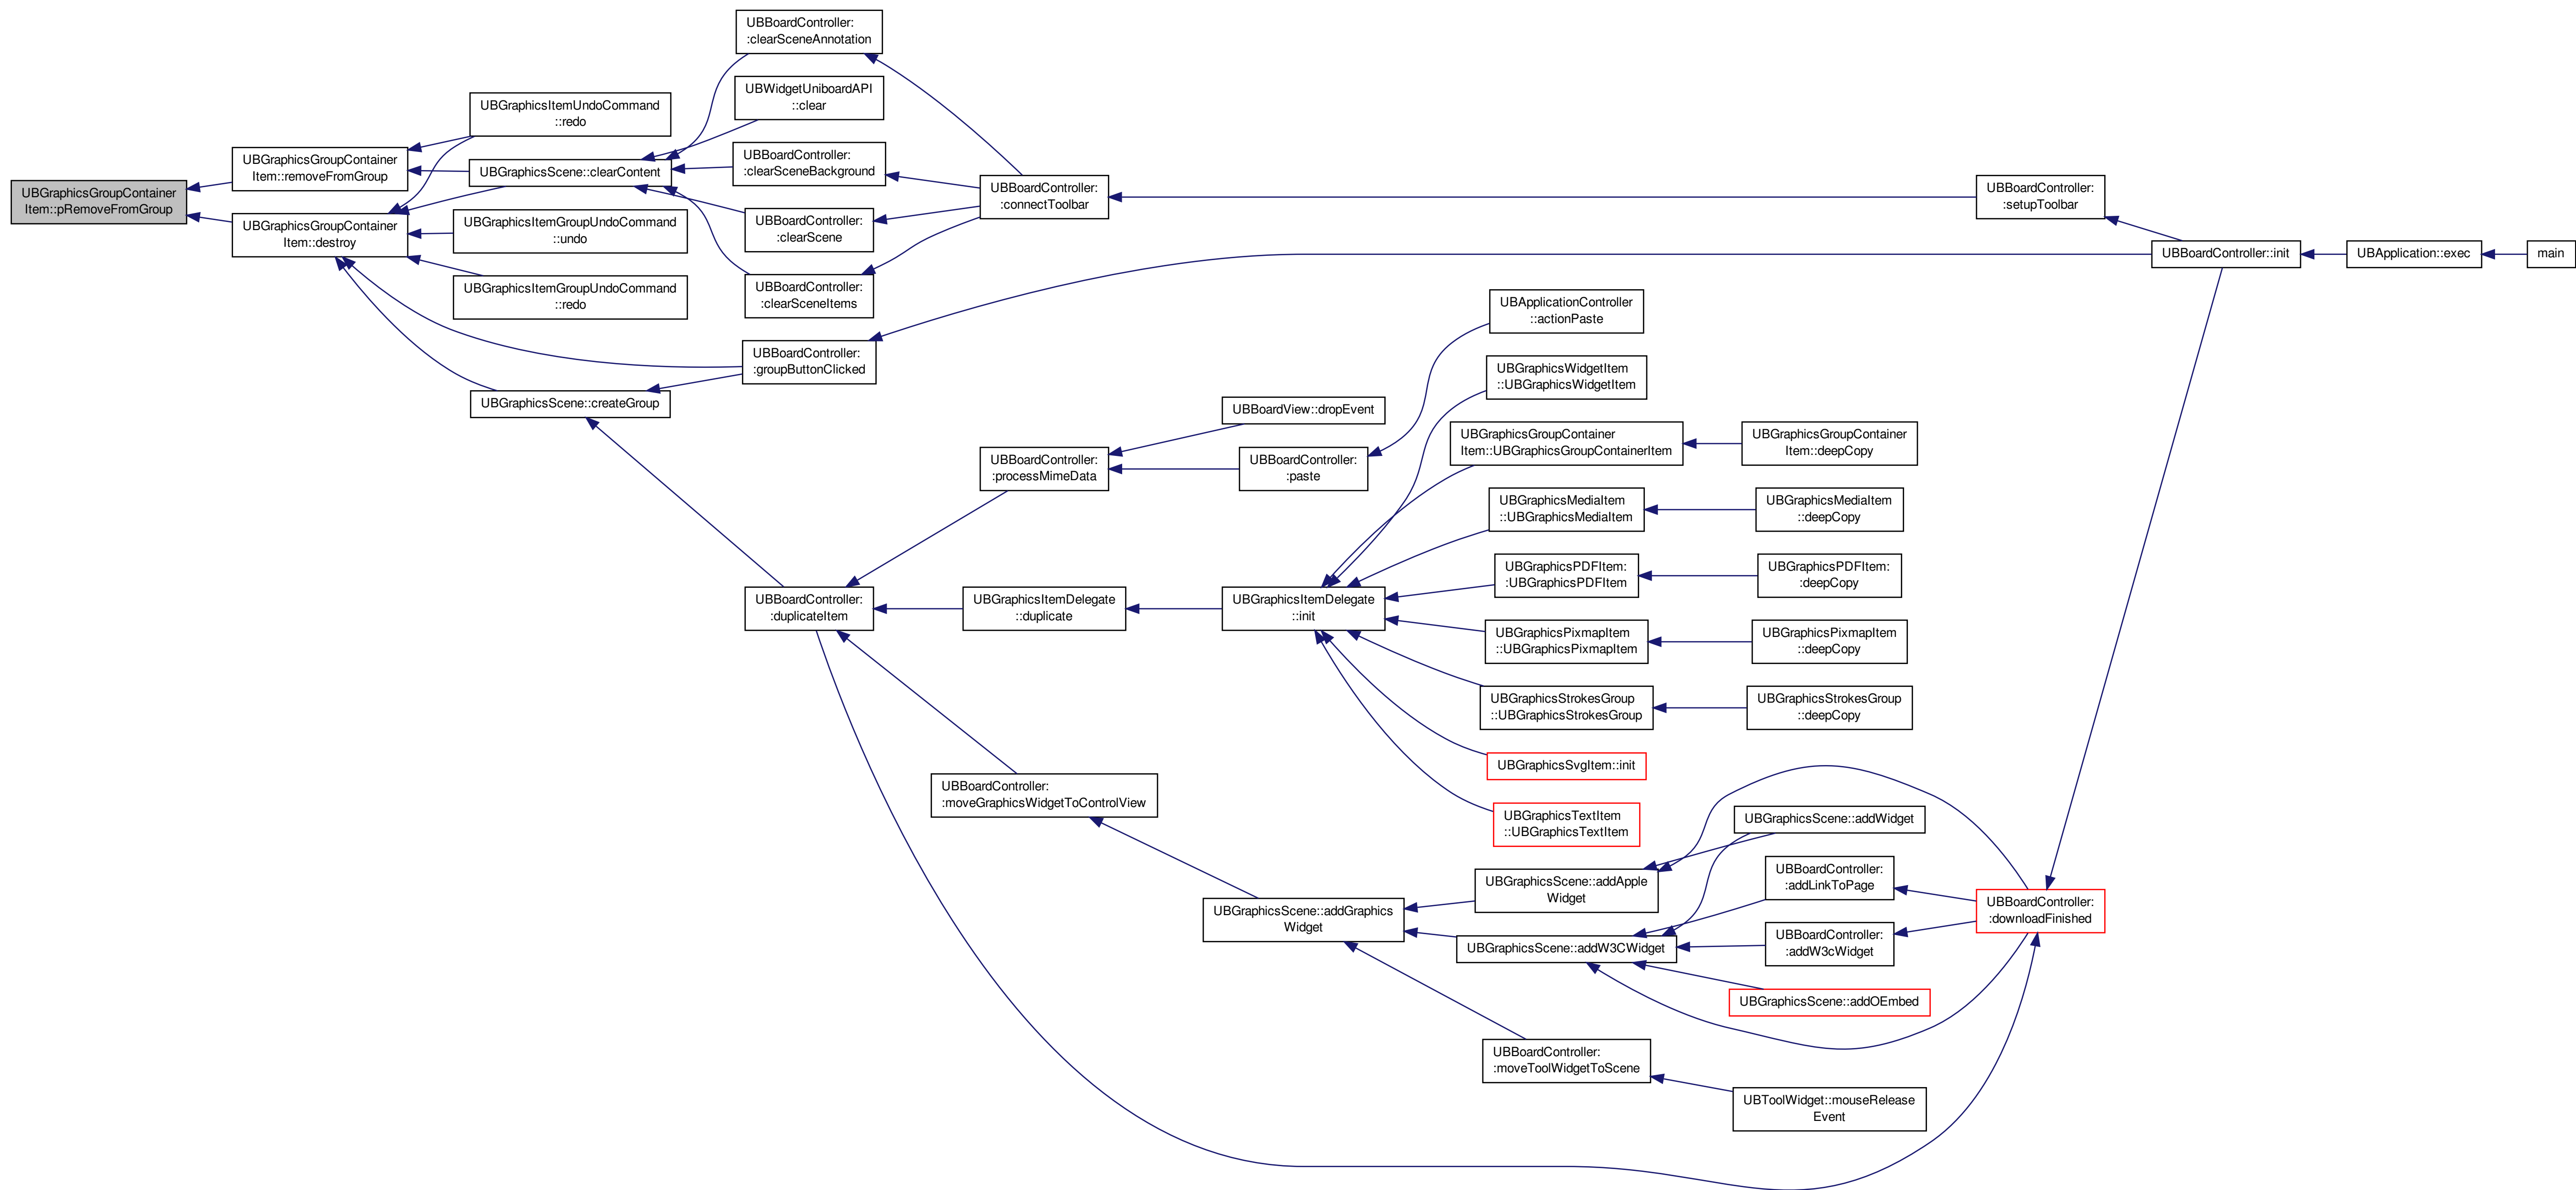 UBGraphicsGroupContainer
Item::pRemoveFromGroup
UBGraphicsGroupContainer
Item::removeFromGroup
UBGraphicsGroupContainer
Item::destroy
UBGraphicsItemUndoCommand
::redo
UBGraphicsScene::clearContent
UBGraphicsItemGroupUndoCommand
::undo
UBGraphicsItemGroupUndoCommand
::redo
UBGraphicsScene::createGroup
UBBoardController:
:clearSceneAnnotation
UBWidgetUniboardAPI
::clear
UBBoardController:
:clearSceneBackground
UBBoardController:
:clearScene
UBBoardController:
:clearSceneItems
UBBoardController:
:groupButtonClicked
UBBoardController:
:duplicateItem
UBBoardController:
:connectToolbar
UBBoardController:
:processMimeData
UBGraphicsItemDelegate
::duplicate
UBBoardController:
:moveGraphicsWidgetToControlView
UBBoardView::dropEvent
UBBoardController:
:paste
UBGraphicsItemDelegate
::init
UBGraphicsScene::addGraphics
Widget
UBApplicationController
::actionPaste
UBGraphicsWidgetItem
::UBGraphicsWidgetItem
UBGraphicsGroupContainer
Item::UBGraphicsGroupContainerItem
UBGraphicsMediaItem
::UBGraphicsMediaItem
UBGraphicsPDFItem:
:UBGraphicsPDFItem
UBGraphicsPixmapItem
::UBGraphicsPixmapItem
UBGraphicsStrokesGroup
::UBGraphicsStrokesGroup
UBGraphicsSvgItem::init
UBGraphicsTextItem
::UBGraphicsTextItem
UBGraphicsScene::addApple
Widget
UBGraphicsScene::addW3CWidget
UBBoardController:
:moveToolWidgetToScene
UBGraphicsGroupContainer
Item::deepCopy
UBGraphicsMediaItem
::deepCopy
UBGraphicsPDFItem:
:deepCopy
UBGraphicsPixmapItem
::deepCopy
UBGraphicsStrokesGroup
::deepCopy
UBGraphicsScene::addWidget
UBBoardController:
:addLinkToPage
UBBoardController:
:addW3cWidget
UBGraphicsScene::addOEmbed
UBToolWidget::mouseRelease
Event
UBBoardController:
:setupToolbar
UBBoardController:
:downloadFinished
UBBoardController::init
UBApplication::exec
main